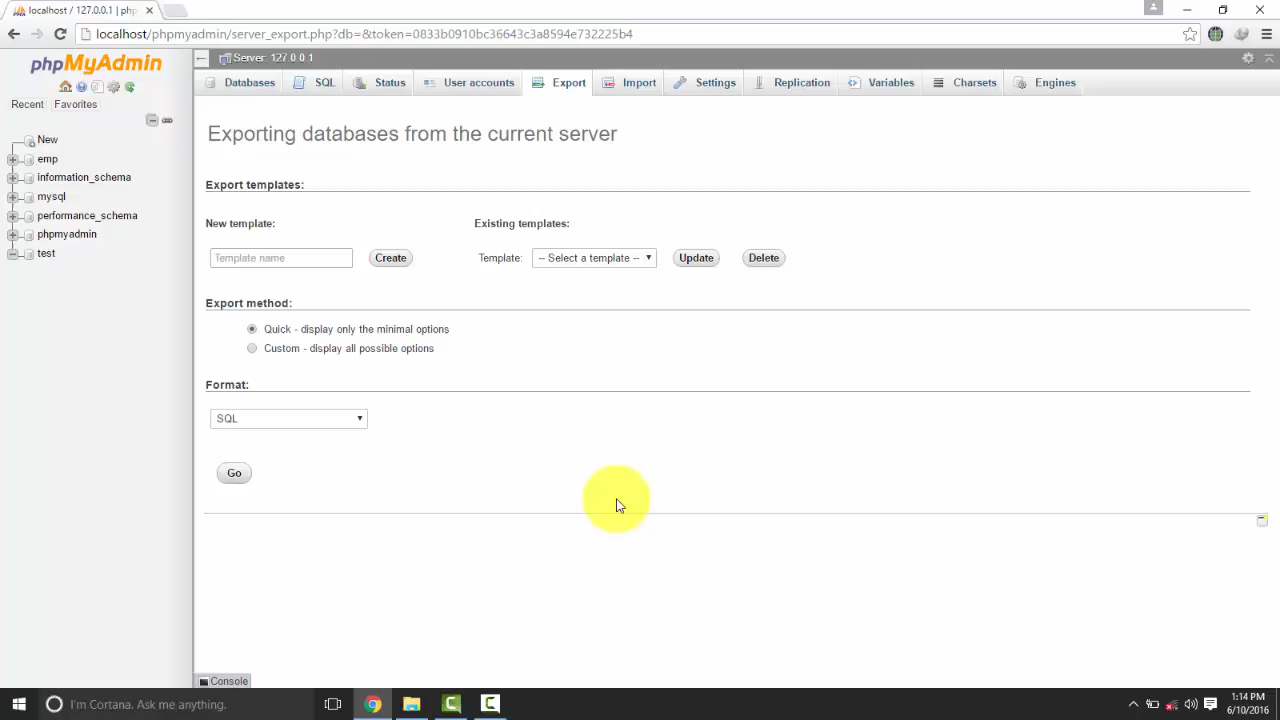 localhost / 127.0.0.1 | php
localhost/phpmyadmin/server_export.php?db=&token=0833b0910bc36643c3a8594e732225b4
phpMyAdmin
Recent Favorites
New
emp
information_schema
mysql
performance_schema
phpmyadmin
test
Server: 127.0.0.1
Databases SQL Status User accounts Export Import Settings Replication Variables Charsets Engines
Exporting databases from the current server
Export templates:
New template: Existing templates:
Template name Create Template: -- Select a template -- Update Delete
Export method:
Quick - display only the minimal options
Custom - display all possible options
Format:
SQL
Go
Console
I'm Cortana. Ask me anything.
1:14 PM
6/10/2016